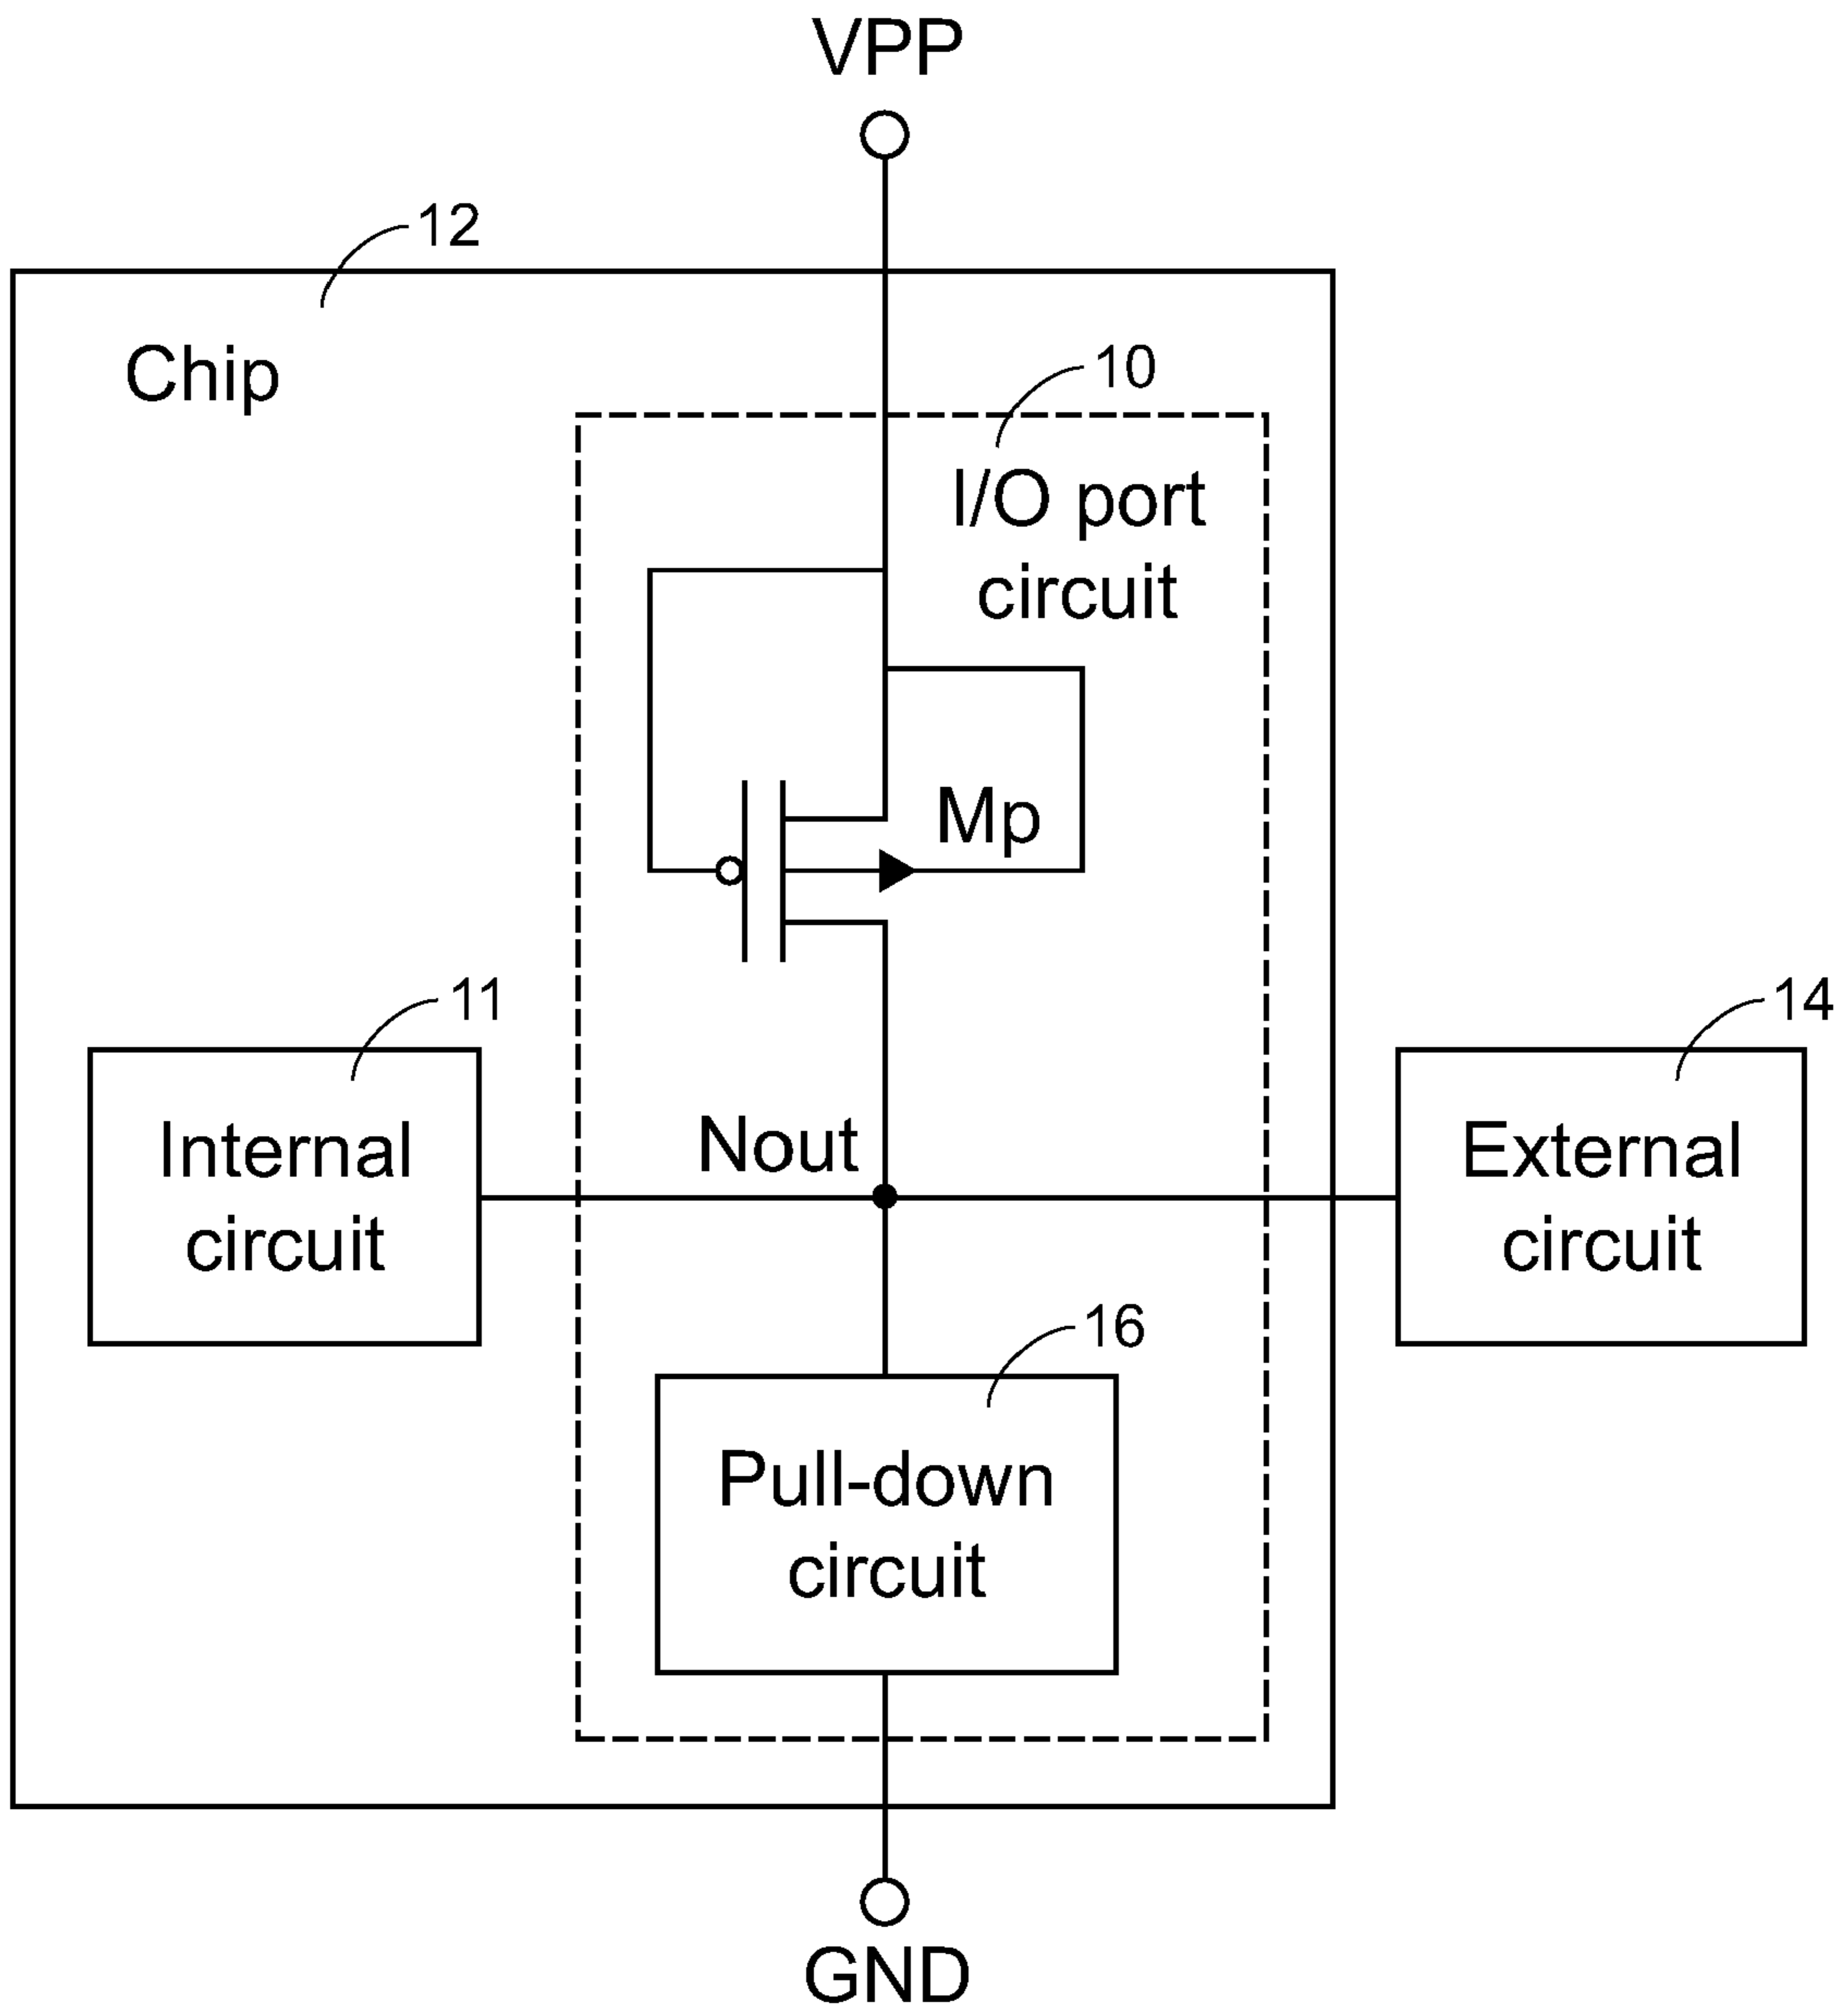 VPP
12
Chip
10
I/O port
circuit
Mp
11
14
Internal
circuit
Nout
External
circuit
16
Pull-down
circuit
GND